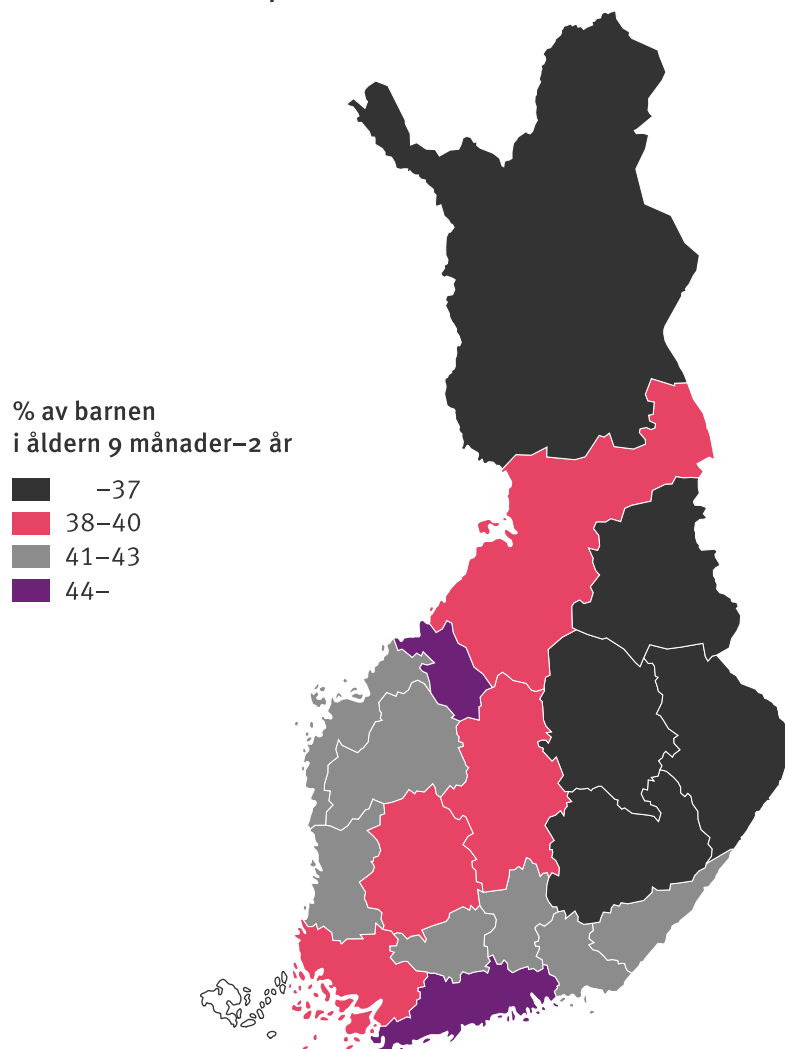 % av barnen
i åldern 9 månader–2 år
–37
38–40
41–43
44–